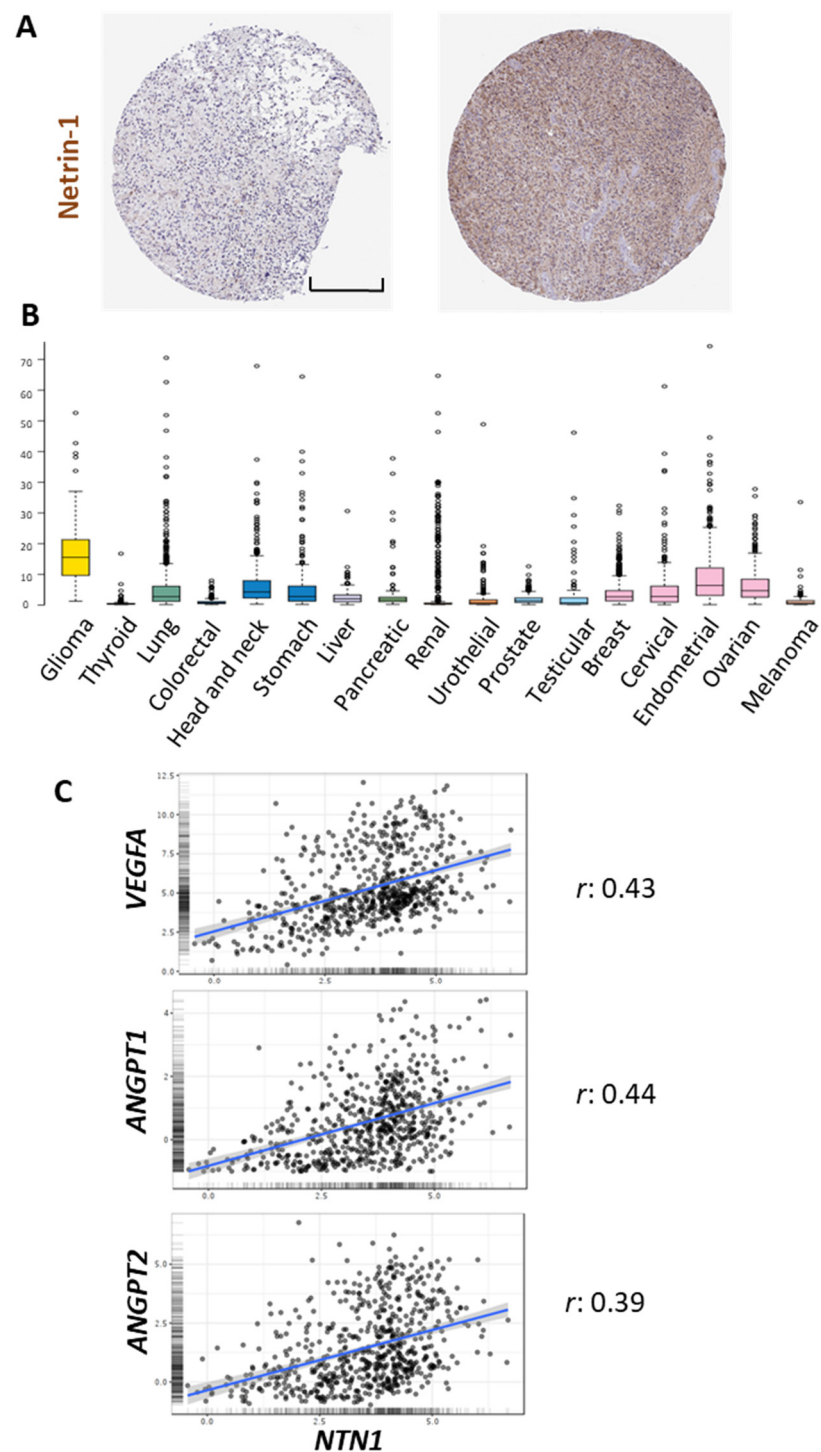 A
Netrin-1
B
70
60
50
40
30
20
10
0
Glioma
Thyroid
Lung
Colorectal
Head and neck
Stomach
Liver
Pancreatic
Renal
Urothelial
Prostate
Testicular
Breast
Cervical
Endometrial
Ovarian
Melanoma
C
VEGFA
12.5
10.0
7.5
5.0
2.5
0.0
0.0 2.5 5.0
r: 0.43
ANGPT1
4
2
0
0.0 2.5 5.0
r: 0.44
ANGPT2
5.0
2.5
0.0
0.0 2.5 5.0
r: 0.39
NTN1